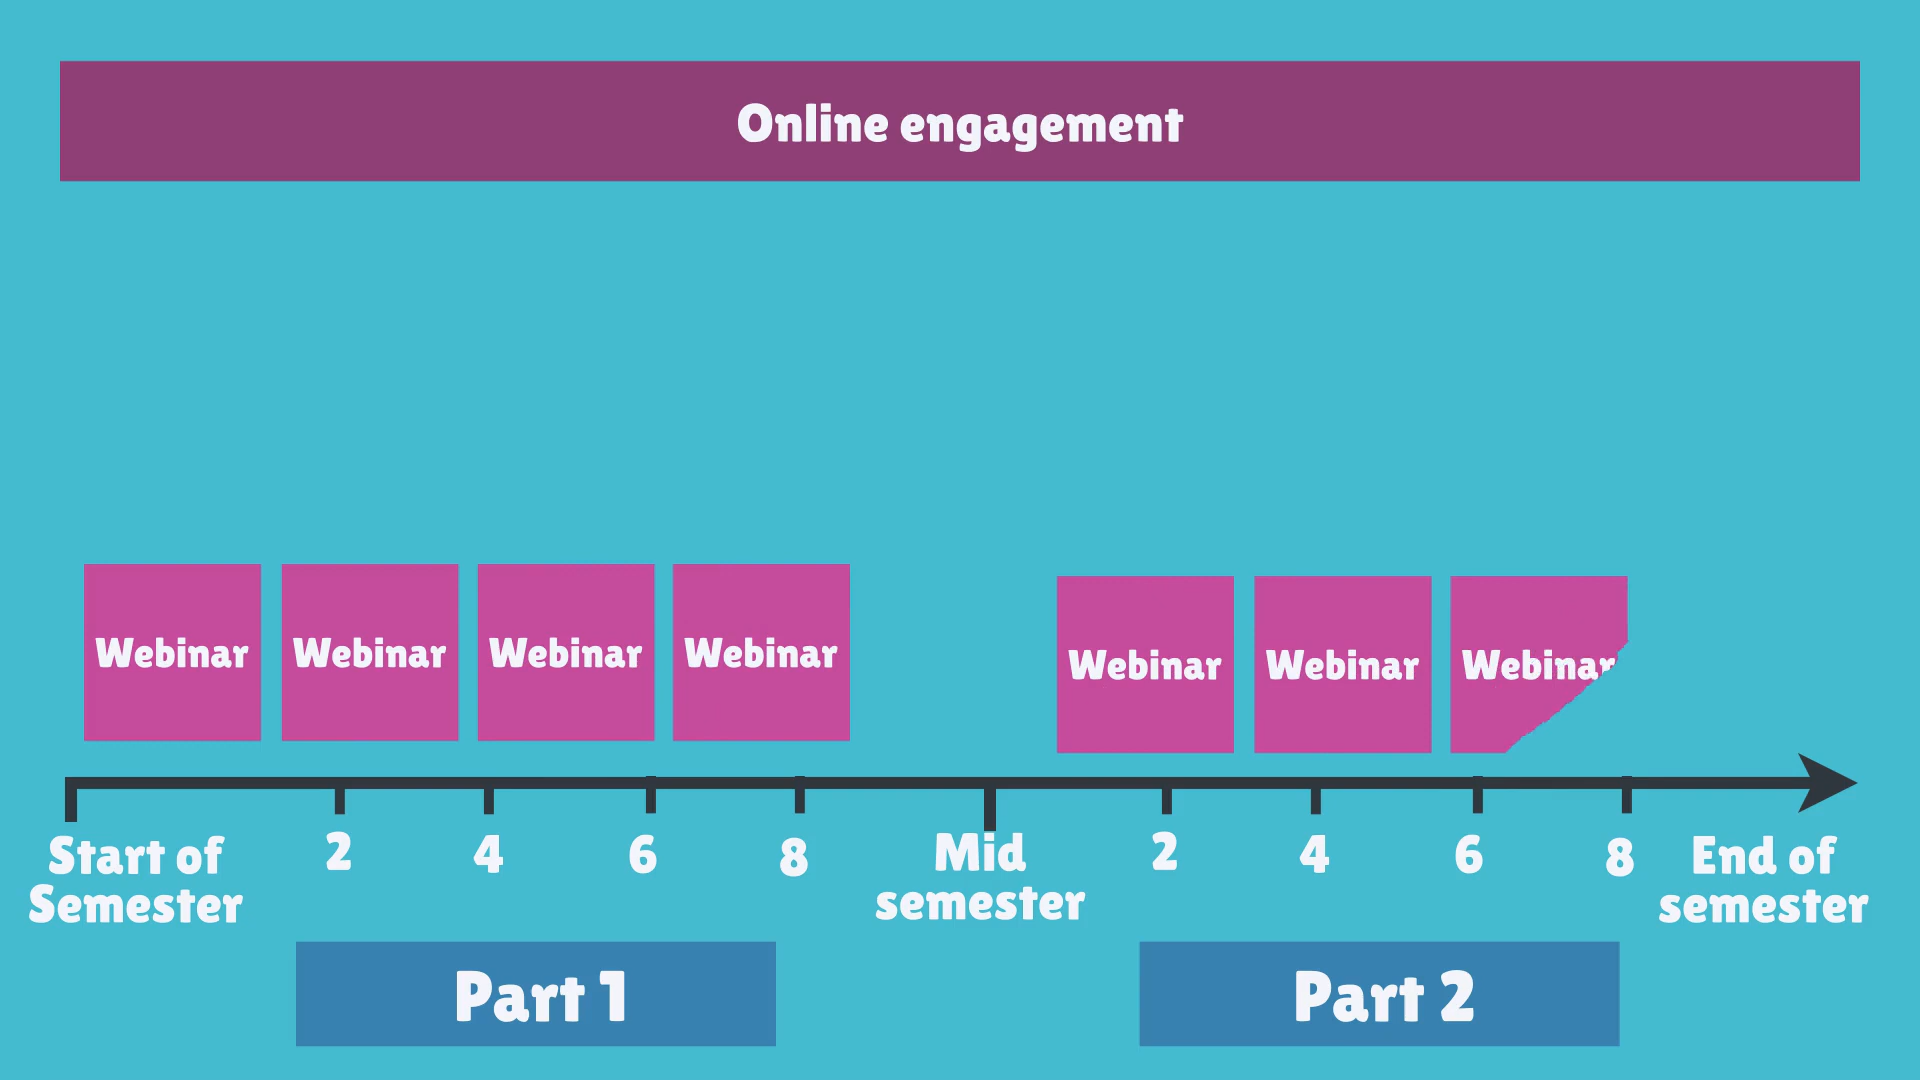 Online engagement
Webinar Webinar Webinar Webinar Webinar Webinar Webinar
Start of Semester 2 4 6 8 Mid semester 2 4 6 8 End of semester
Part 1 Part 2